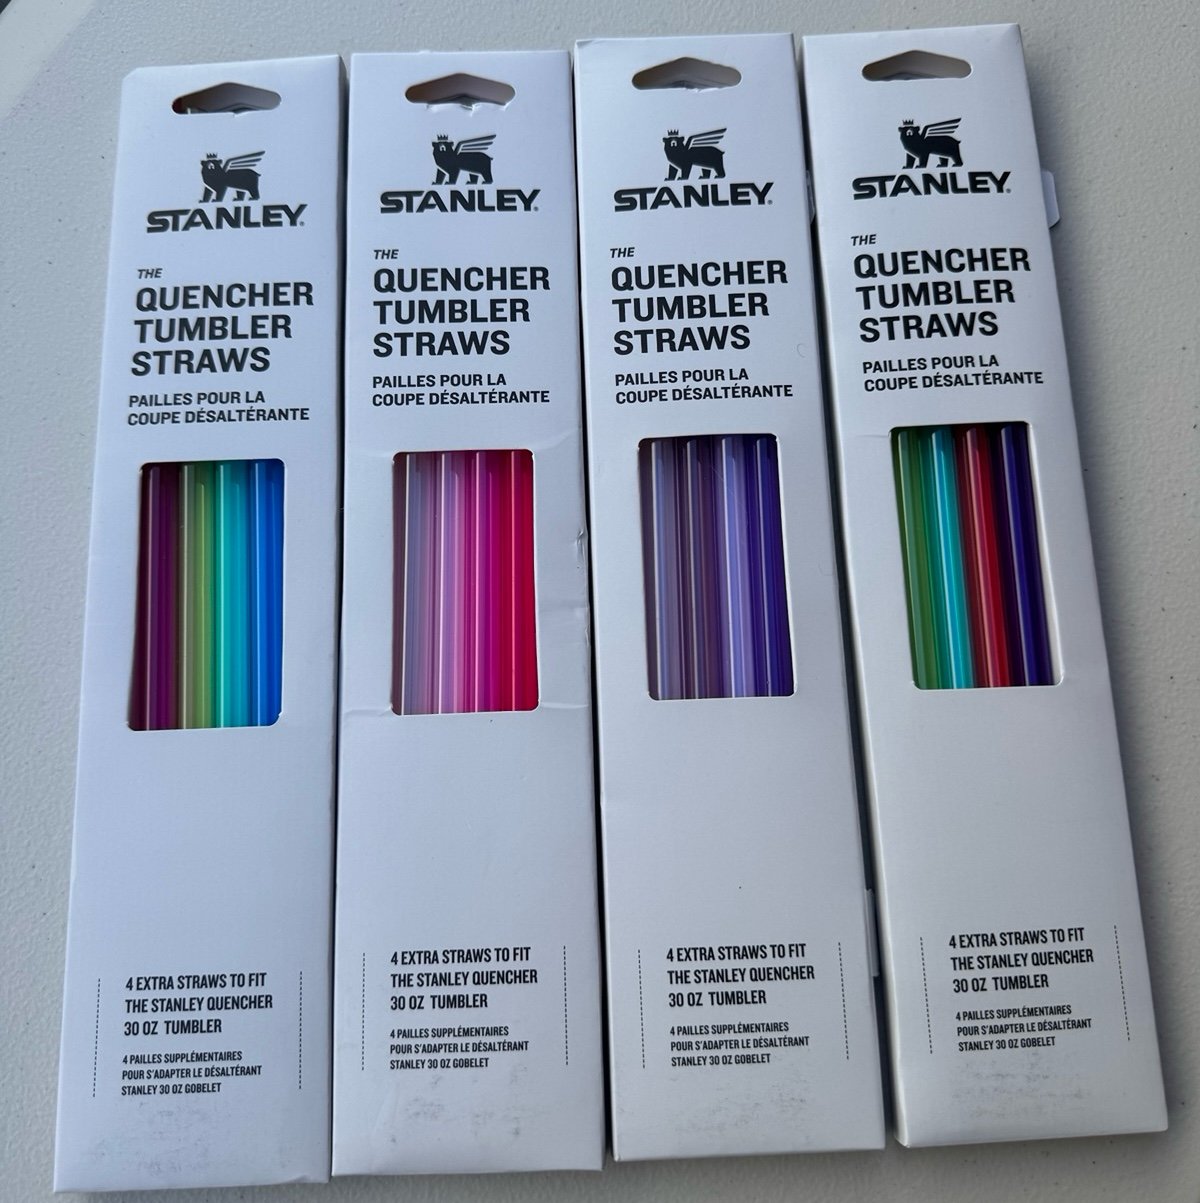 STANLEY®
THE
QUENCHER
TUMBLER
STRAWS
PAILLES POUR LA
COUPE DÉSALTÉRANTE
4 EXTRA STRAWS TO FIT
THE STANLEY QUENCHER
30 OZ TUMBLER
4 PAILLES SUPPLÉMENTAIRES
POUR S'ADAPTER LE DÉSALTÉRANT
STANLEY 30 OZ GOBELET
STANLEY®
THE
QUENCHER
TUMBLER
STRAWS
PAILLES POUR LA
COUPE DÉSALTÉRANTE
4 EXTRA STRAWS TO FIT
THE STANLEY QUENCHER
30 OZ TUMBLER
4 PAILLES SUPPLÉMENTAIRES
POUR S'ADAPTER LE DÉSALTÉRANT
STANLEY 30 OZ GOBELET
STANLEY®
THE
QUENCHER
TUMBLER
STRAWS
PAILLES POUR LA
COUPE DÉSALTÉRANTE
4 EXTRA STRAWS TO FIT
THE STANLEY QUENCHER
30 OZ TUMBLER
4 PAILLES SUPPLÉMENTAIRES
POUR S'ADAPTER LE DÉSALTÉRANT
STANLEY 30 OZ GOBELET
STANLEY®
THE
QUENCHER
TUMBLER
STRAWS
PAILLES POUR LA
COUPE DÉSALTÉRANTE
4 EXTRA STRAWS TO FIT
THE STANLEY QUENCHER
30 OZ TUMBLER
4 PAILLES SUPPLÉMENTAIRES
POUR S'ADAPTER LE DÉSALTÉRANT
STANLEY 30 OZ GOBELET